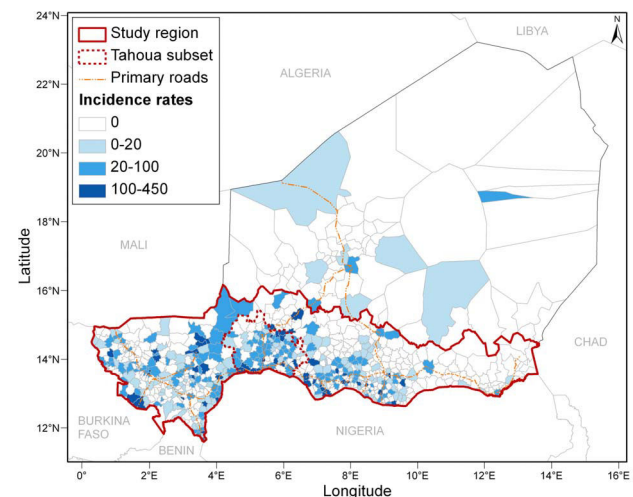 24°N
22°N
20°N
18°N
16°N
14°N
12°N
Latitude
Study region
Tahoua subset
Primary roads
Incidence rates
0
0-20
20-100
100-450
N
LIBYA
ALGERIA
MALI
CHAD
NIGERIA
BURKINA
FASO
BENIN
0°
2°E
4°E
6°E
8°E
10°E
12°E
14°E
16°E
Longitude